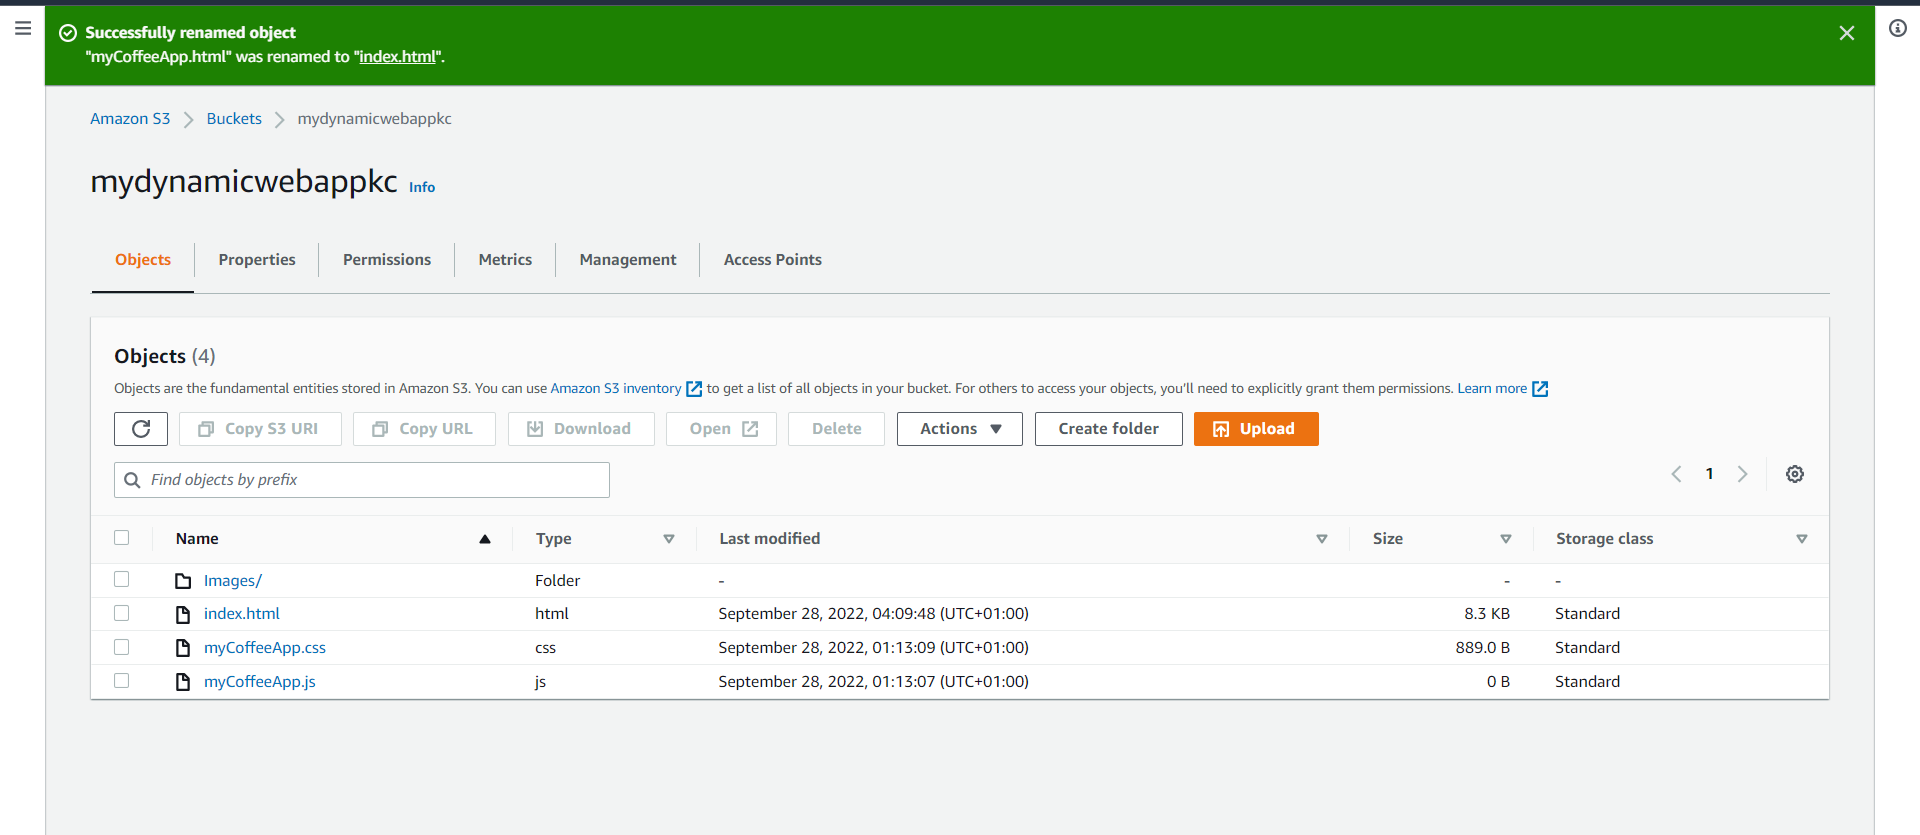 Successfully renamed object
"myCoffeeApp.html" was renamed to "index.html".
Amazon S3 Buckets mydynamicwebappkc
mydynamicwebappkc Info
Objects Properties Permissions Metrics Management Access Points
Objects (4)
Objects are the fundamental entities stored in Amazon S3. You can use Amazon S3 inventory to get a list of all objects in your bucket. For others to access your objects, you'll need to explicitly grant them permissions. Learn more
Copy S3 URI Copy URL Download Open Delete Actions Create folder Upload
Find objects by prefix 1
Name Type Last modified Size Storage class
Images/ Folder - - -
index.html html September 28, 2022, 04:09:48 (UTC+01:00) 8.3 KB Standard
myCoffeeApp.css css September 28, 2022, 01:13:09 (UTC+01:00) 889.0 B Standard
myCoffeeApp.js js September 28, 2022, 01:13:07 (UTC+01:00) 0 B Standard